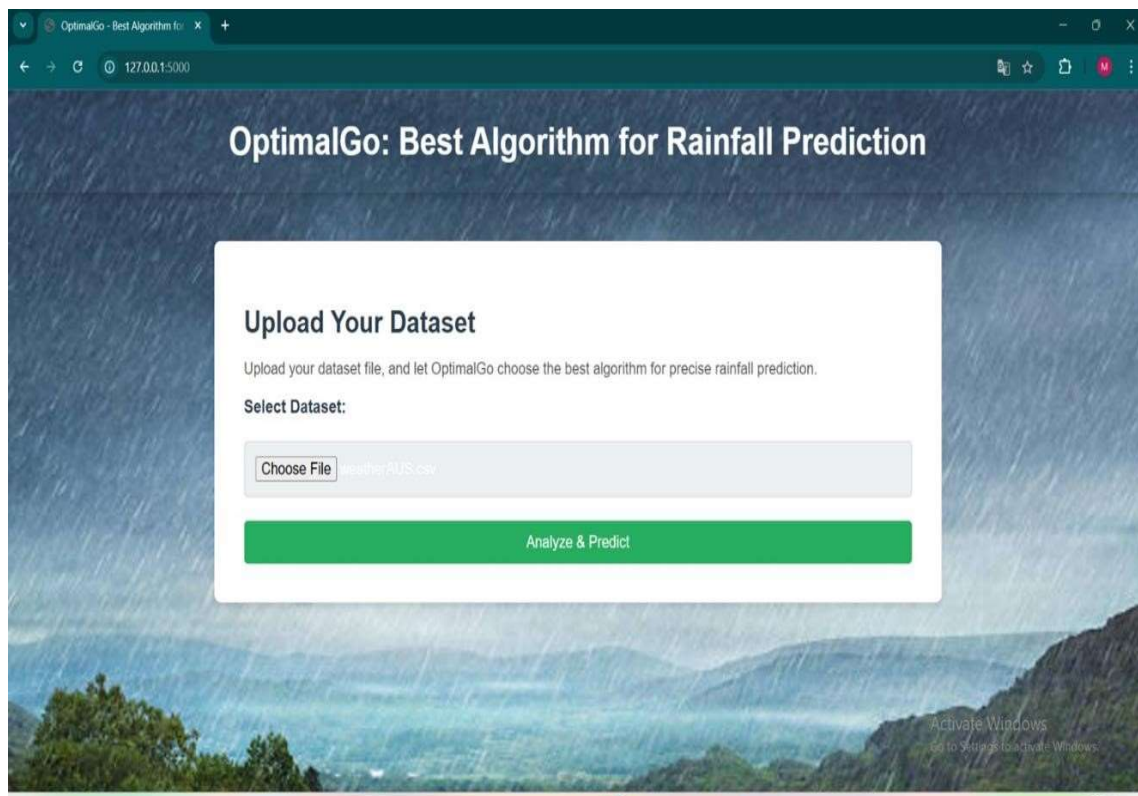 OptimalGo - Best Algorithm for
127.0.0.1:5000
M
OptimalGo: Best Algorithm for Rainfall Prediction
Upload Your Dataset
Upload your dataset file, and let OptimalGo choose the best algorithm for precise rainfall prediction.
Select Dataset:
Choose File weatherAUS.csv
Analyze & Predict
Activate Windows
Go to Settings to activate Windows.